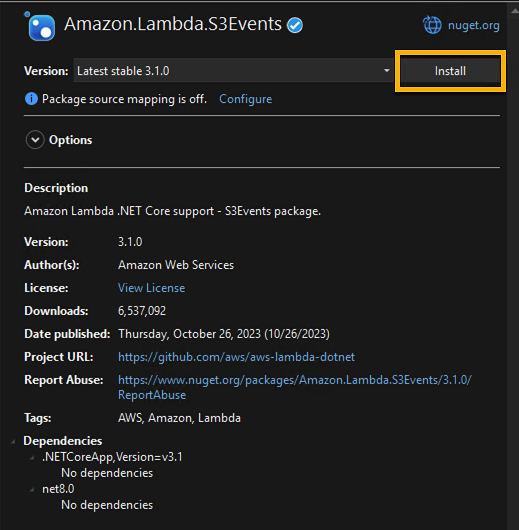 Amazon.Lambda.S3Events
nuget.org
Version: Latest stable 3.1.0 Install
Package source mapping is off. Configure
Options
Description
Amazon Lambda .NET Core support - S3Events package.
Version: 3.1.0
Author(s): Amazon Web Services
License: View License
Downloads: 6,537,092
Date published: Thursday, October 26, 2023 (10/26/2023)
Project URL: https://github.com/aws/aws-lambda-dotnet
Report Abuse: https://www.nuget.org/packages/Amazon.Lambda.S3Events/3.1.0/
ReportAbuse
Tags: AWS, Amazon, Lambda
Dependencies
.NETCoreApp,Version=v3.1
No dependencies
net8.0
No dependencies